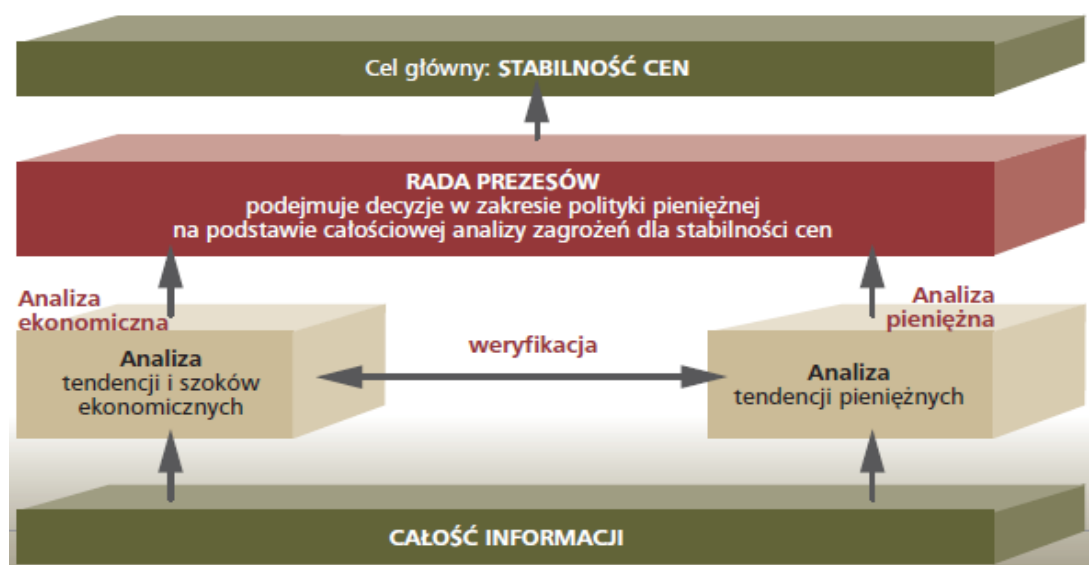 Cel główny: STABILNOŚĆ CEN
RADA PREZESÓW
podejmuje decyzje w zakresie polityki pieniężnej
na podstawie całościowej analizy zagrożeń dla stabilności cen
Analiza
ekonomiczna
Analiza
pieniężna
Analiza
tendencji i szoków
ekonomicznych
weryfikacja
Analiza
tendencji pieniężnych
CAŁOŚĆ INFORMACJI